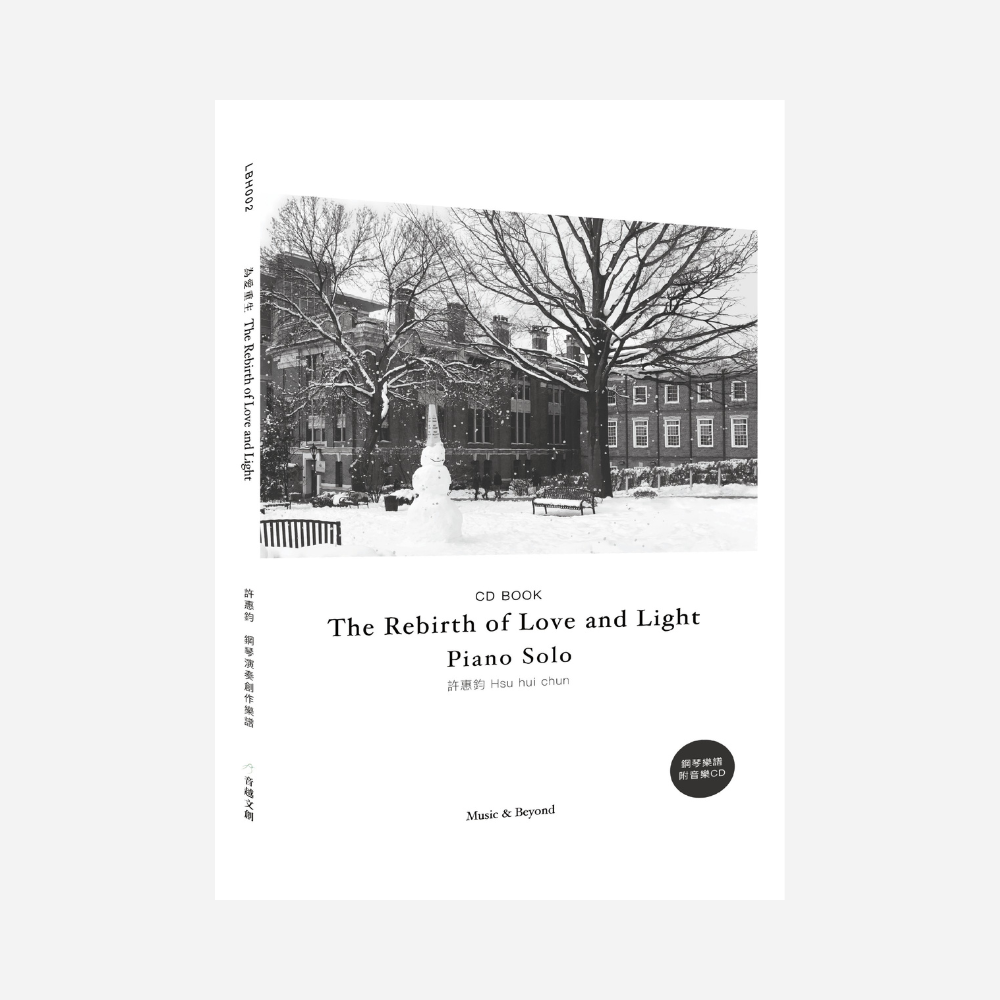 LBH002
為愛重生 The Rebirth of Love and Light
許惠鈞 鋼琴演奏創作樂譜
音越文創
CD BOOK
The Rebirth of Love and Light
Piano Solo
許惠鈞 Hsu hui chun
鋼琴樂譜
附音樂CD
Music & Beyond